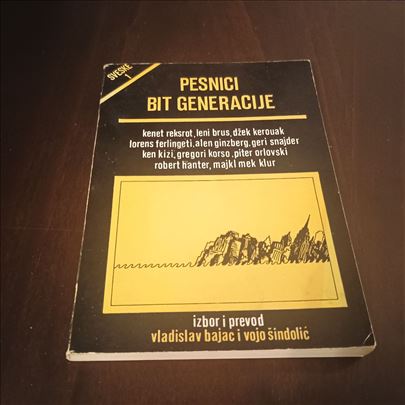 SVESKE
1
PESNICI
BIT GENERACIJE
kenet reksrot, leni brus, džek kerouak
lorens ferlingeti, alen ginzberg, geri snajder
ken kizi, gregori korso, piter orlovski
robert hanter, majkl mek klur
izbor i prevod
vladislav bajac i vojo šindolić